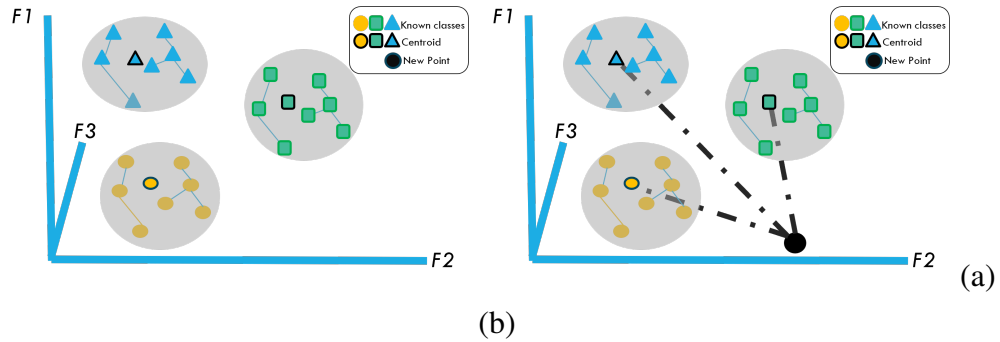 F1
Known classes
Centroid
New Point
F3
F2
F1
Known classes
Centroid
New Point
F3
F2
(a)
(b)